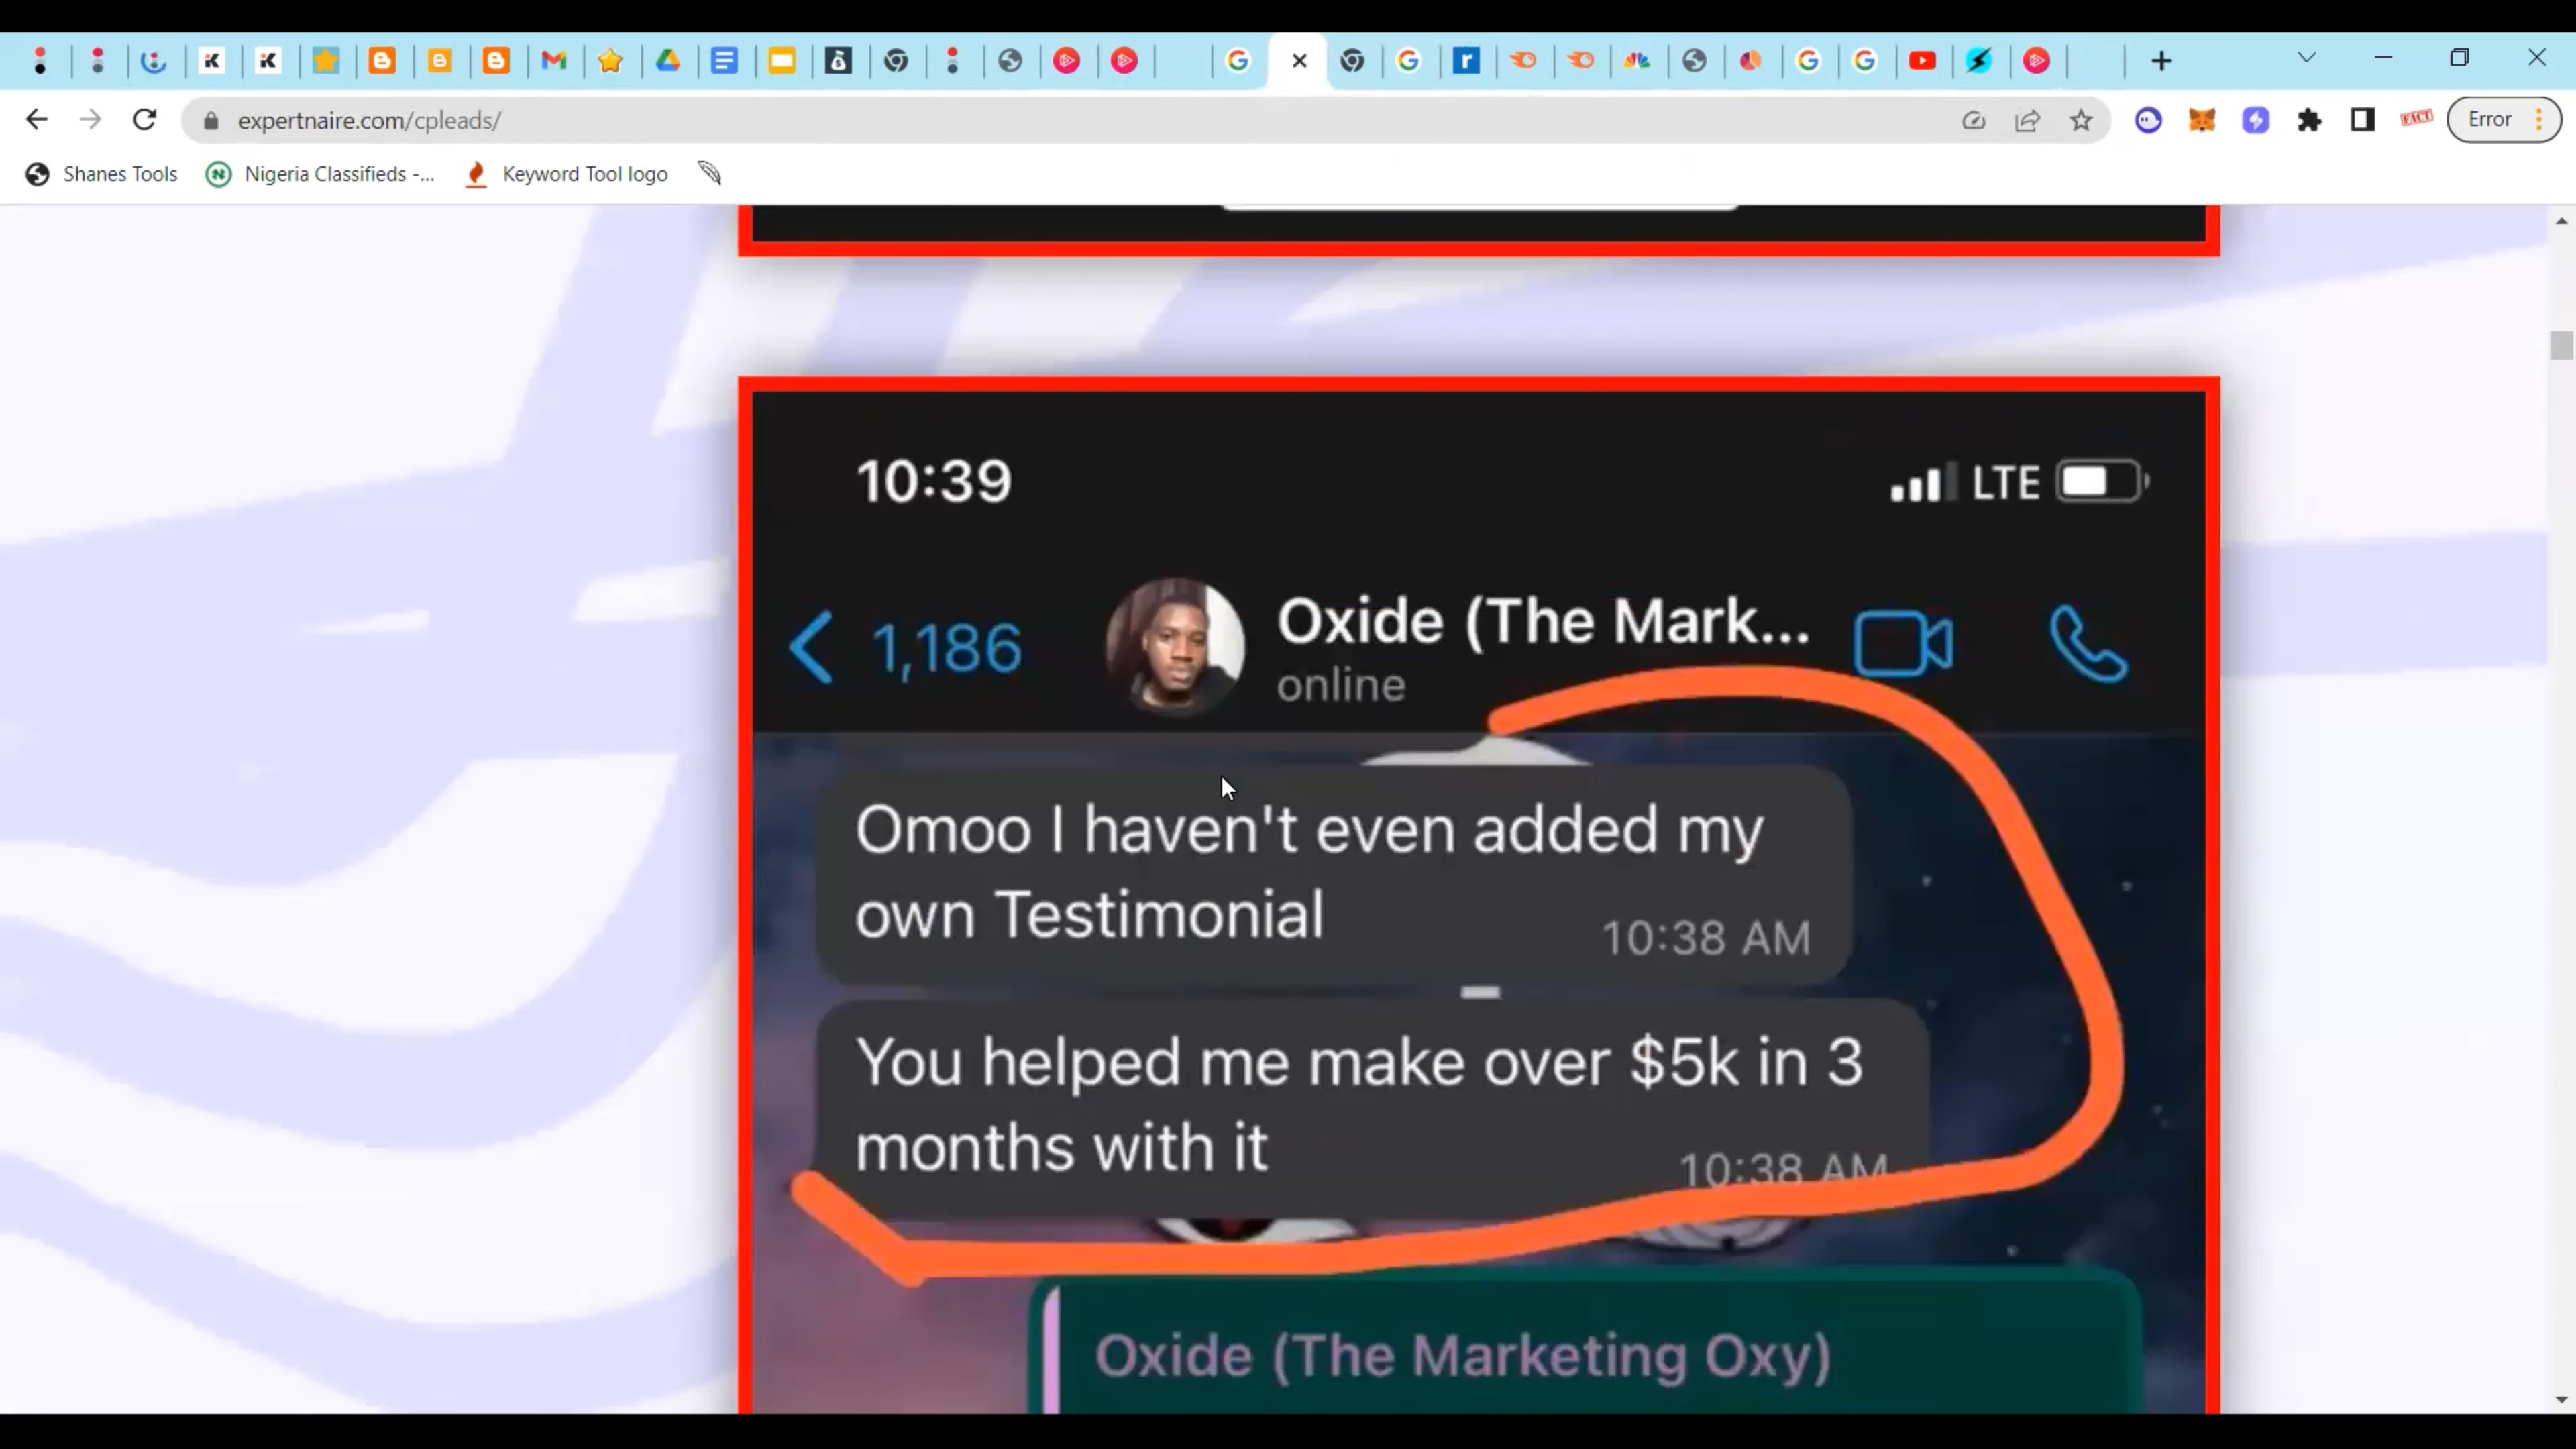 expertnaire.com/cpleads/
Error
Shanes Tools
Nigeria Classifieds -...
Keyword Tool logo
FACT
10:39
LTE
1,186
Oxide (The Mark...
online
Omoo I haven't even added my
own Testimonial
10:38 AM
You helped me make over $5k in 3
months with it
10:38 AM
Oxide (The Marketing Oxy)